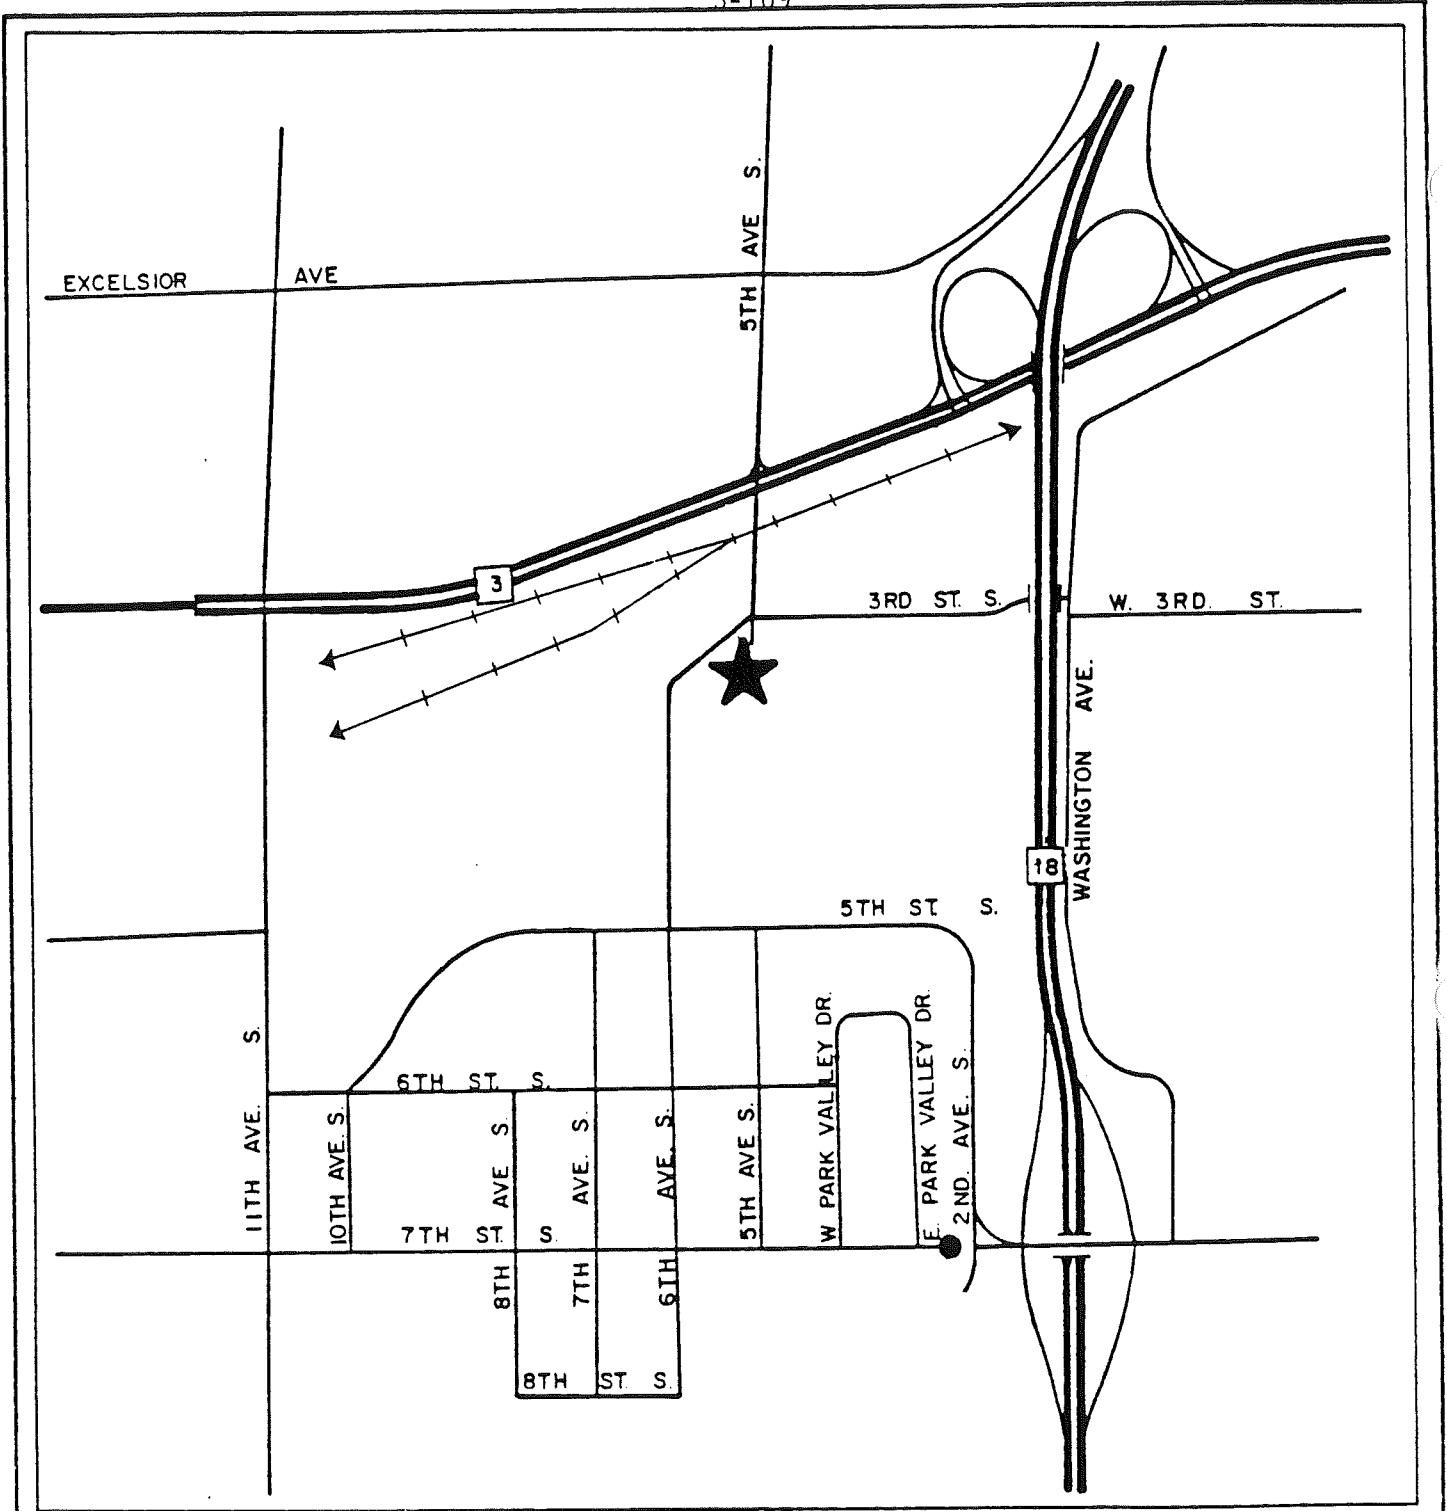 EXCELSIOR AVE
5TH AVE S.
3
3RD ST. S.
W. 3RD. ST.
WASHINGTON AVE.
18
5TH ST. S.
W PARK VALLEY DR.
E. PARK VALLEY DR.
2ND. AVE. S.
11TH AVE. S.
6TH ST. S.
10TH AVE. S.
8TH AVE S.
7TH AVE. S.
6TH AVE. S.
5TH AVE S.
7TH ST. S.
8TH ST. S.